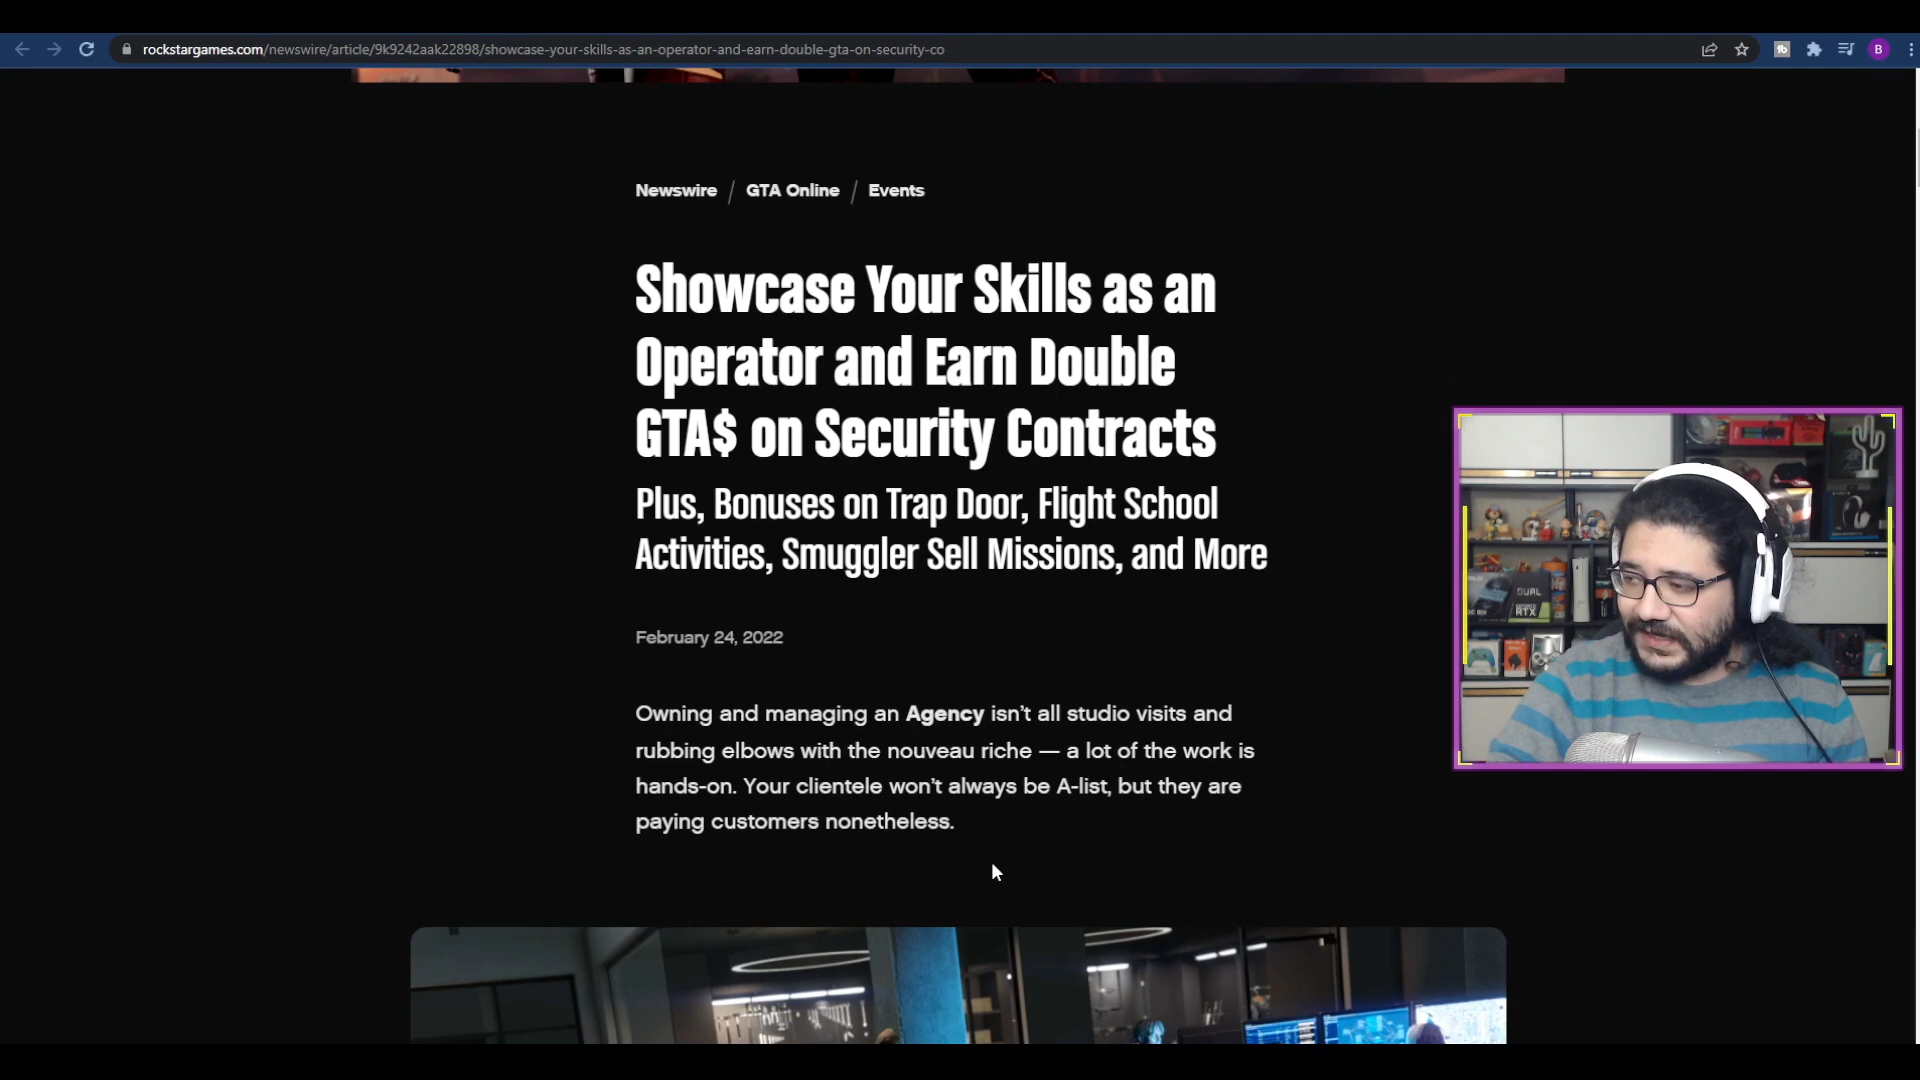 rockstargames.com/newswire/article/9k9242aak22898/showcase-your-skills-as-an-operator-and-earn-double-gta-on-security-co
B
Newswire / GTA Online / Events
Showcase Your Skills as an
Operator and Earn Double
GTA$ on Security Contracts
Plus, Bonuses on Trap Door, Flight School
Activities, Smuggler Sell Missions, and More
February 24, 2022
Owning and managing an Agency isn't all studio visits and
rubbing elbows with the nouveau riche — a lot of the work is
hands-on. Your clientele won't always be A-list, but they are
paying customers nonetheless.
DUAL
RTX